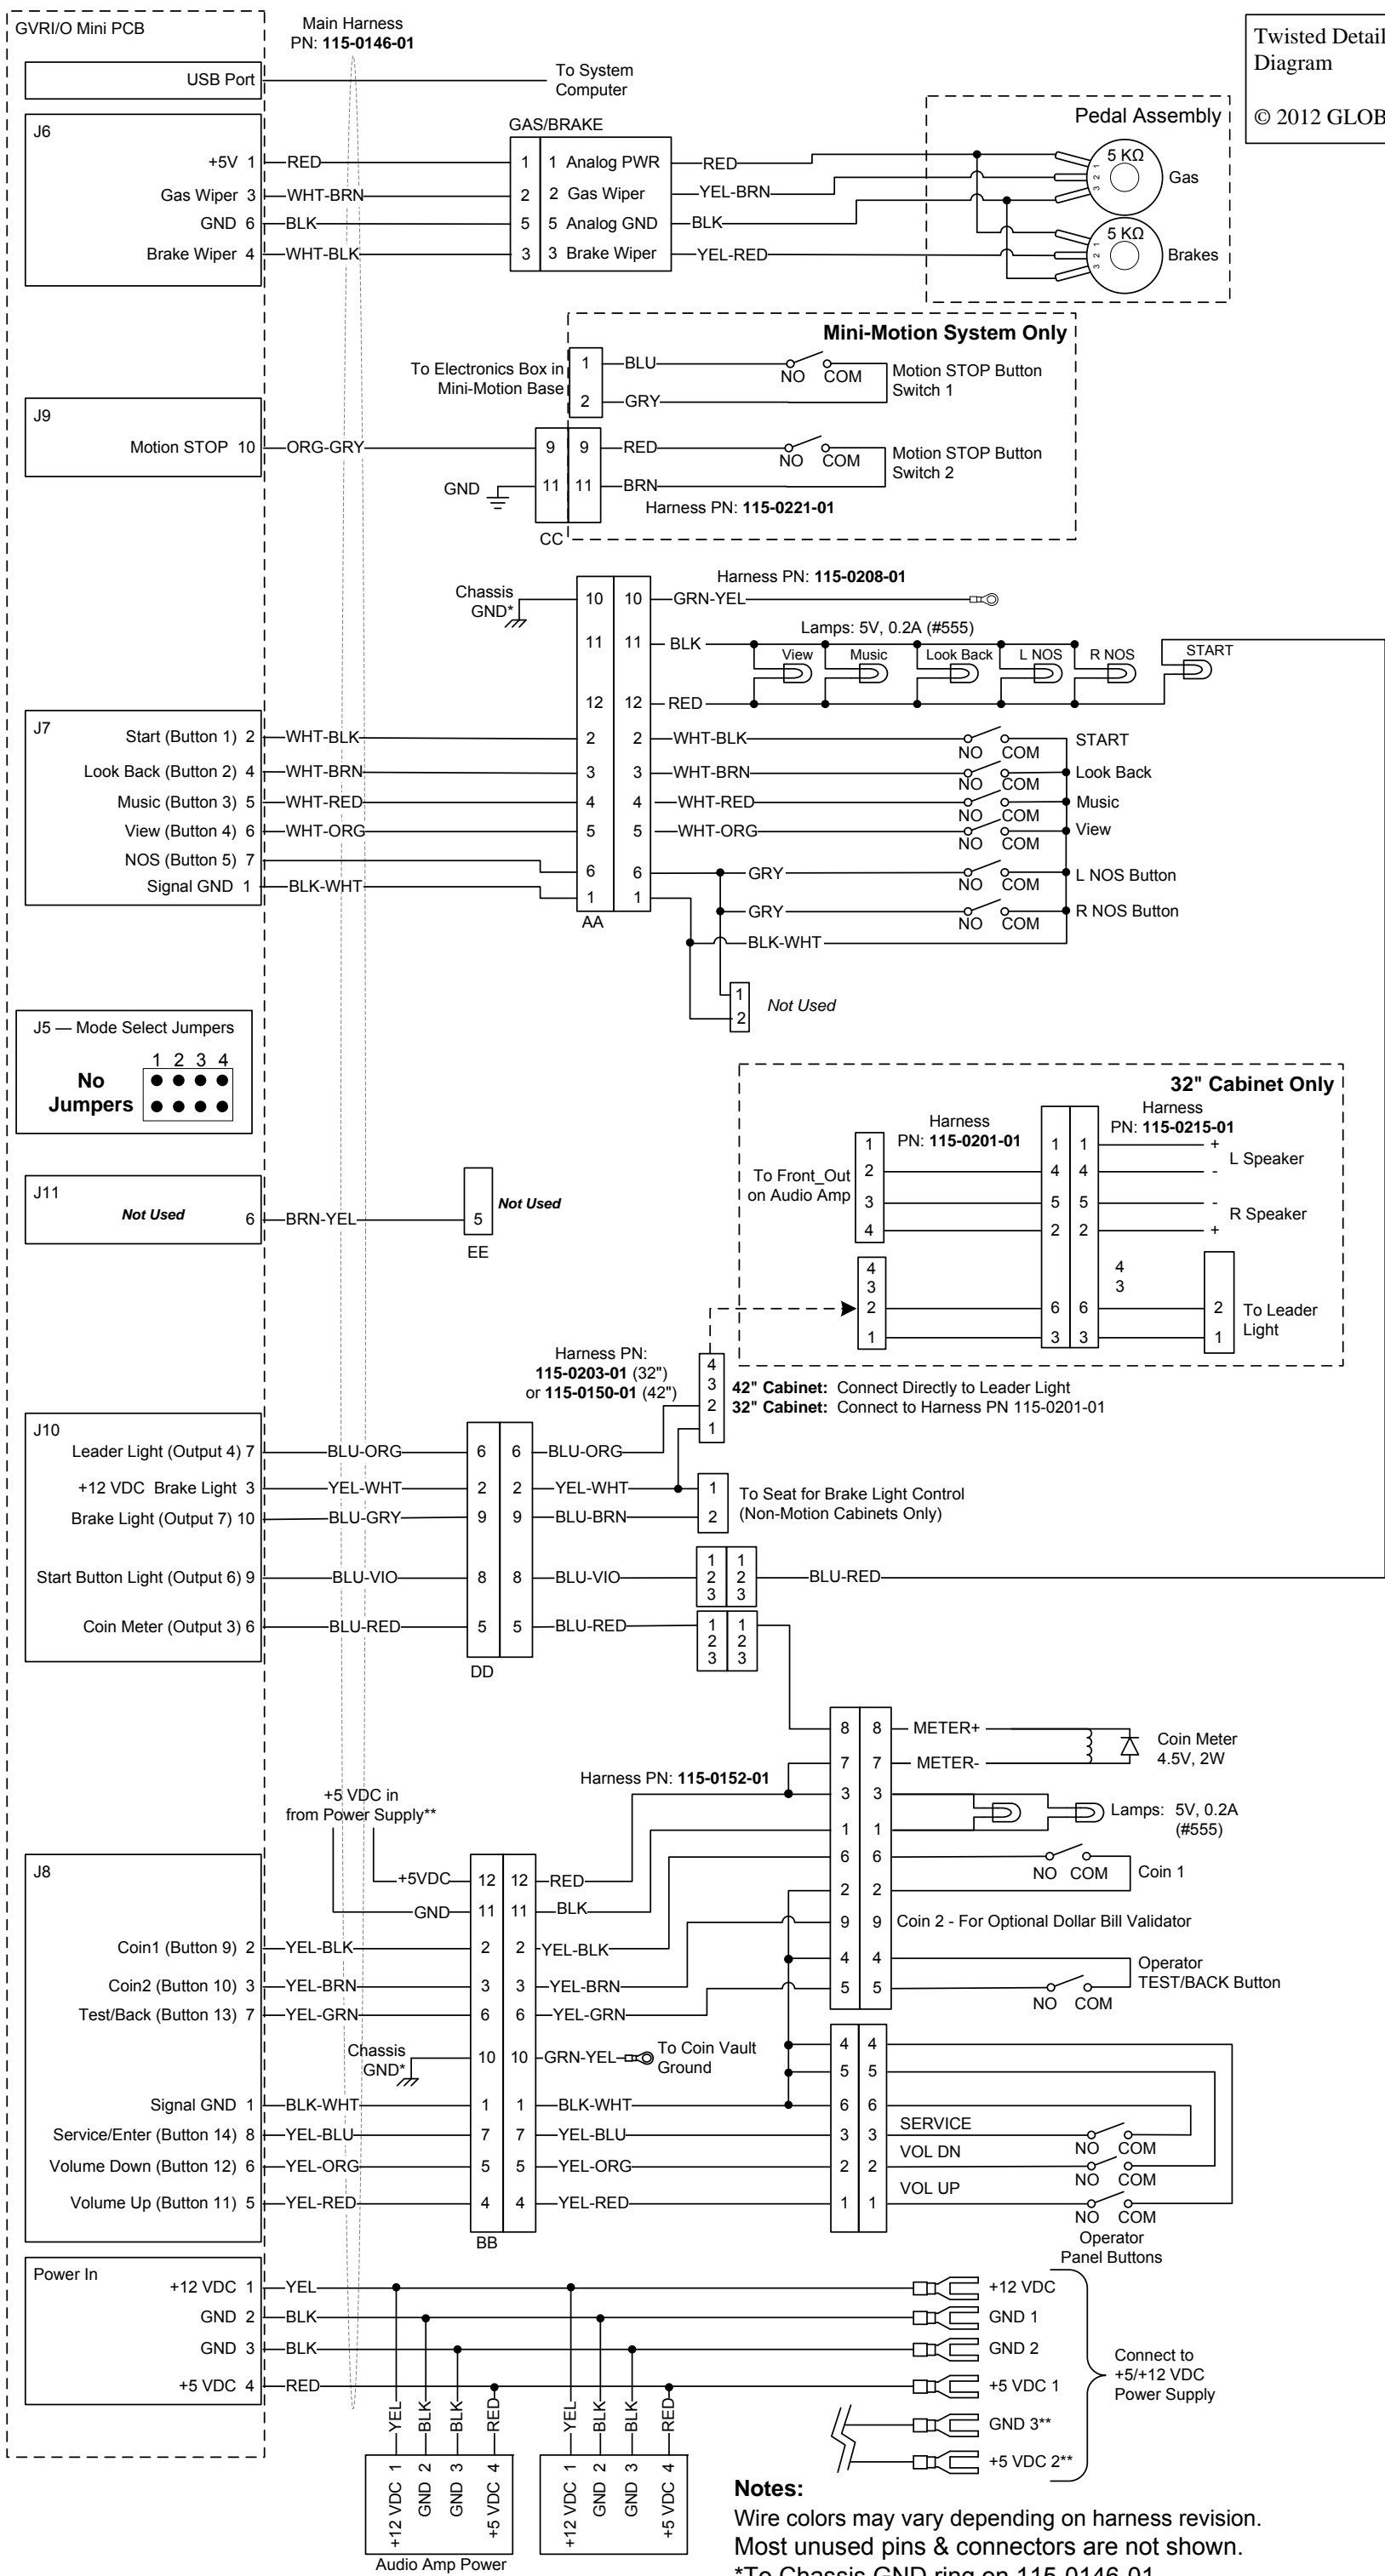 GVRI/O Mini PCB
Main Harness
PN: 115-0146-01
Twisted Detail
Diagram
© 2012 GLOB
USB Port
To System
Computer
J6
+5V 1 RED
Gas Wiper 3 WHT-BRN
GND 6 BLK
Brake Wiper 4 WHT-BLK
GAS/BRAKE
1 1 Analog PWR RED
2 2 Gas Wiper YEL-BRN
5 5 Analog GND BLK
3 3 Brake Wiper YEL-RED
Pedal Assembly
5 KΩ
1 2 3
Gas
5 KΩ
1 2 3
Brakes
Mini-Motion System Only
To Electronics Box in
Mini-Motion Base
1 BLU NO COM
2 GRY
Motion STOP Button
Switch 1
J9
Motion STOP 10 ORG-GRY
9 9 RED NO COM
GND 11 11 BRN
Motion STOP Button
Switch 2
Harness PN: 115-0221-01
CC
Harness PN: 115-0208-01
Chassis
GND*
10 10 GRN-YEL
Lamps: 5V, 0.2A (#555)
11 11 BLK
View Music Look Back L NOS R NOS START
12 12 RED
J7
Start (Button 1) 2 WHT-BLK 2 2 WHT-BLK NO COM START
Look Back (Button 2) 4 WHT-BRN 3 3 WHT-BRN NO COM Look Back
Music (Button 3) 5 WHT-RED 4 4 WHT-RED NO COM Music
View (Button 4) 6 WHT-ORG 5 5 WHT-ORG NO COM View
NOS (Button 5) 7 6 6 GRY NO COM L NOS Button
Signal GND 1 BLK-WHT 1 1
GRY NO COM R NOS Button
AA
BLK-WHT
1
2
Not Used
J5 — Mode Select Jumpers
1 2 3 4
No
Jumpers
32" Cabinet Only
Harness
PN: 115-0201-01
Harness
PN: 115-0215-01
To Front_Out
on Audio Amp
1
2
3
4
1 1 +
4 4 -
L Speaker
5 5 -
2 2 +
R Speaker
4
3
2
1
4
3
6 6 2
3 3 1
To Leader
Light
J11
Not Used
6 BRN-YEL 5
Not Used
EE
Harness PN:
115-0203-01 (32")
or 115-0150-01 (42")
4
3
2
1
42" Cabinet: Connect Directly to Leader Light
32" Cabinet: Connect to Harness PN 115-0201-01
J10
Leader Light (Output 4) 7 BLU-ORG 6 6 BLU-ORG
+12 VDC Brake Light 3 YEL-WHT 2 2 YEL-WHT 1
Brake Light (Output 7) 10 BLU-GRY 9 9 BLU-BRN 2
To Seat for Brake Light Control
(Non-Motion Cabinets Only)
Start Button Light (Output 6) 9 BLU-VIO 8 8 BLU-VIO
1 1
2 2
3 3
BLU-RED
Coin Meter (Output 3) 6 BLU-RED 5 5 BLU-RED
1 1
2 2
3 3
DD
8 8 METER+
7 7 METER-
Coin Meter
4.5V, 2W
Harness PN: 115-0152-01
+5 VDC in
from Power Supply**
3 3
1 1
Lamps: 5V, 0.2A
(#555)
6 6 NO COM
2 2
Coin 1
9 9 Coin 2 - For Optional Dollar Bill Validator
4 4
5 5 NO COM
Operator
TEST/BACK Button
J8
+5VDC 12 12 RED
GND 11 11 BLK
Coin1 (Button 9) 2 YEL-BLK 2 2 YEL-BLK
Coin2 (Button 10) 3 YEL-BRN 3 3 YEL-BRN
Test/Back (Button 13) 7 YEL-GRN 6 6 YEL-GRN
Chassis
GND*
10 10 GRN-YEL
To Coin Vault
Ground
4 4
5 5
Signal GND 1 BLK-WHT 1 1 BLK-WHT 6 6
Service/Enter (Button 14) 8 YEL-BLU 7 7 YEL-BLU 3 3 SERVICE NO COM
Volume Down (Button 12) 6 YEL-ORG 5 5 YEL-ORG 2 2 VOL DN NO COM
Volume Up (Button 11) 5 YEL-RED 4 4 YEL-RED 1 1 VOL UP NO COM
BB
Operator
Panel Buttons
Power In
+12 VDC 1 YEL +12 VDC
GND 2 BLK GND 1
GND 3 BLK GND 2
+5 VDC 4 RED +5 VDC 1
GND 3**
+5 VDC 2**
Connect to
+5/+12 VDC
Power Supply
YEL BLK BLK RED YEL BLK BLK RED
+12 VDC 1 GND 2 GND 3 +5 VDC 4
+12 VDC 1 GND 2 GND 3 +5 VDC 4
Audio Amp Power
Notes:
Wire colors may vary depending on harness revision.
Most unused pins & connectors are not shown.
*To Chassis GND ring on 115-0146-01